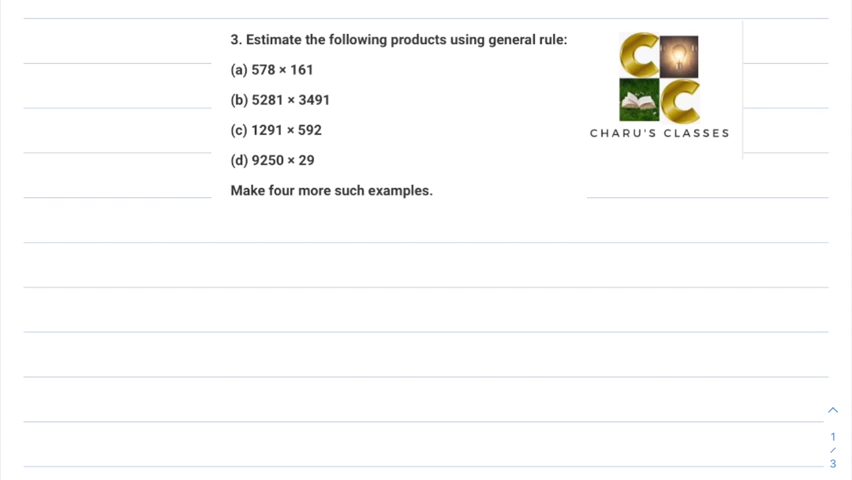 3. Estimate the following products using general rule:
(a) 578 × 161
(b) 5281 × 3491
(c) 1291 × 592
(d) 9250 × 29
Make four more such examples.
C
C
CHARU'S CLASSES
1
/
3